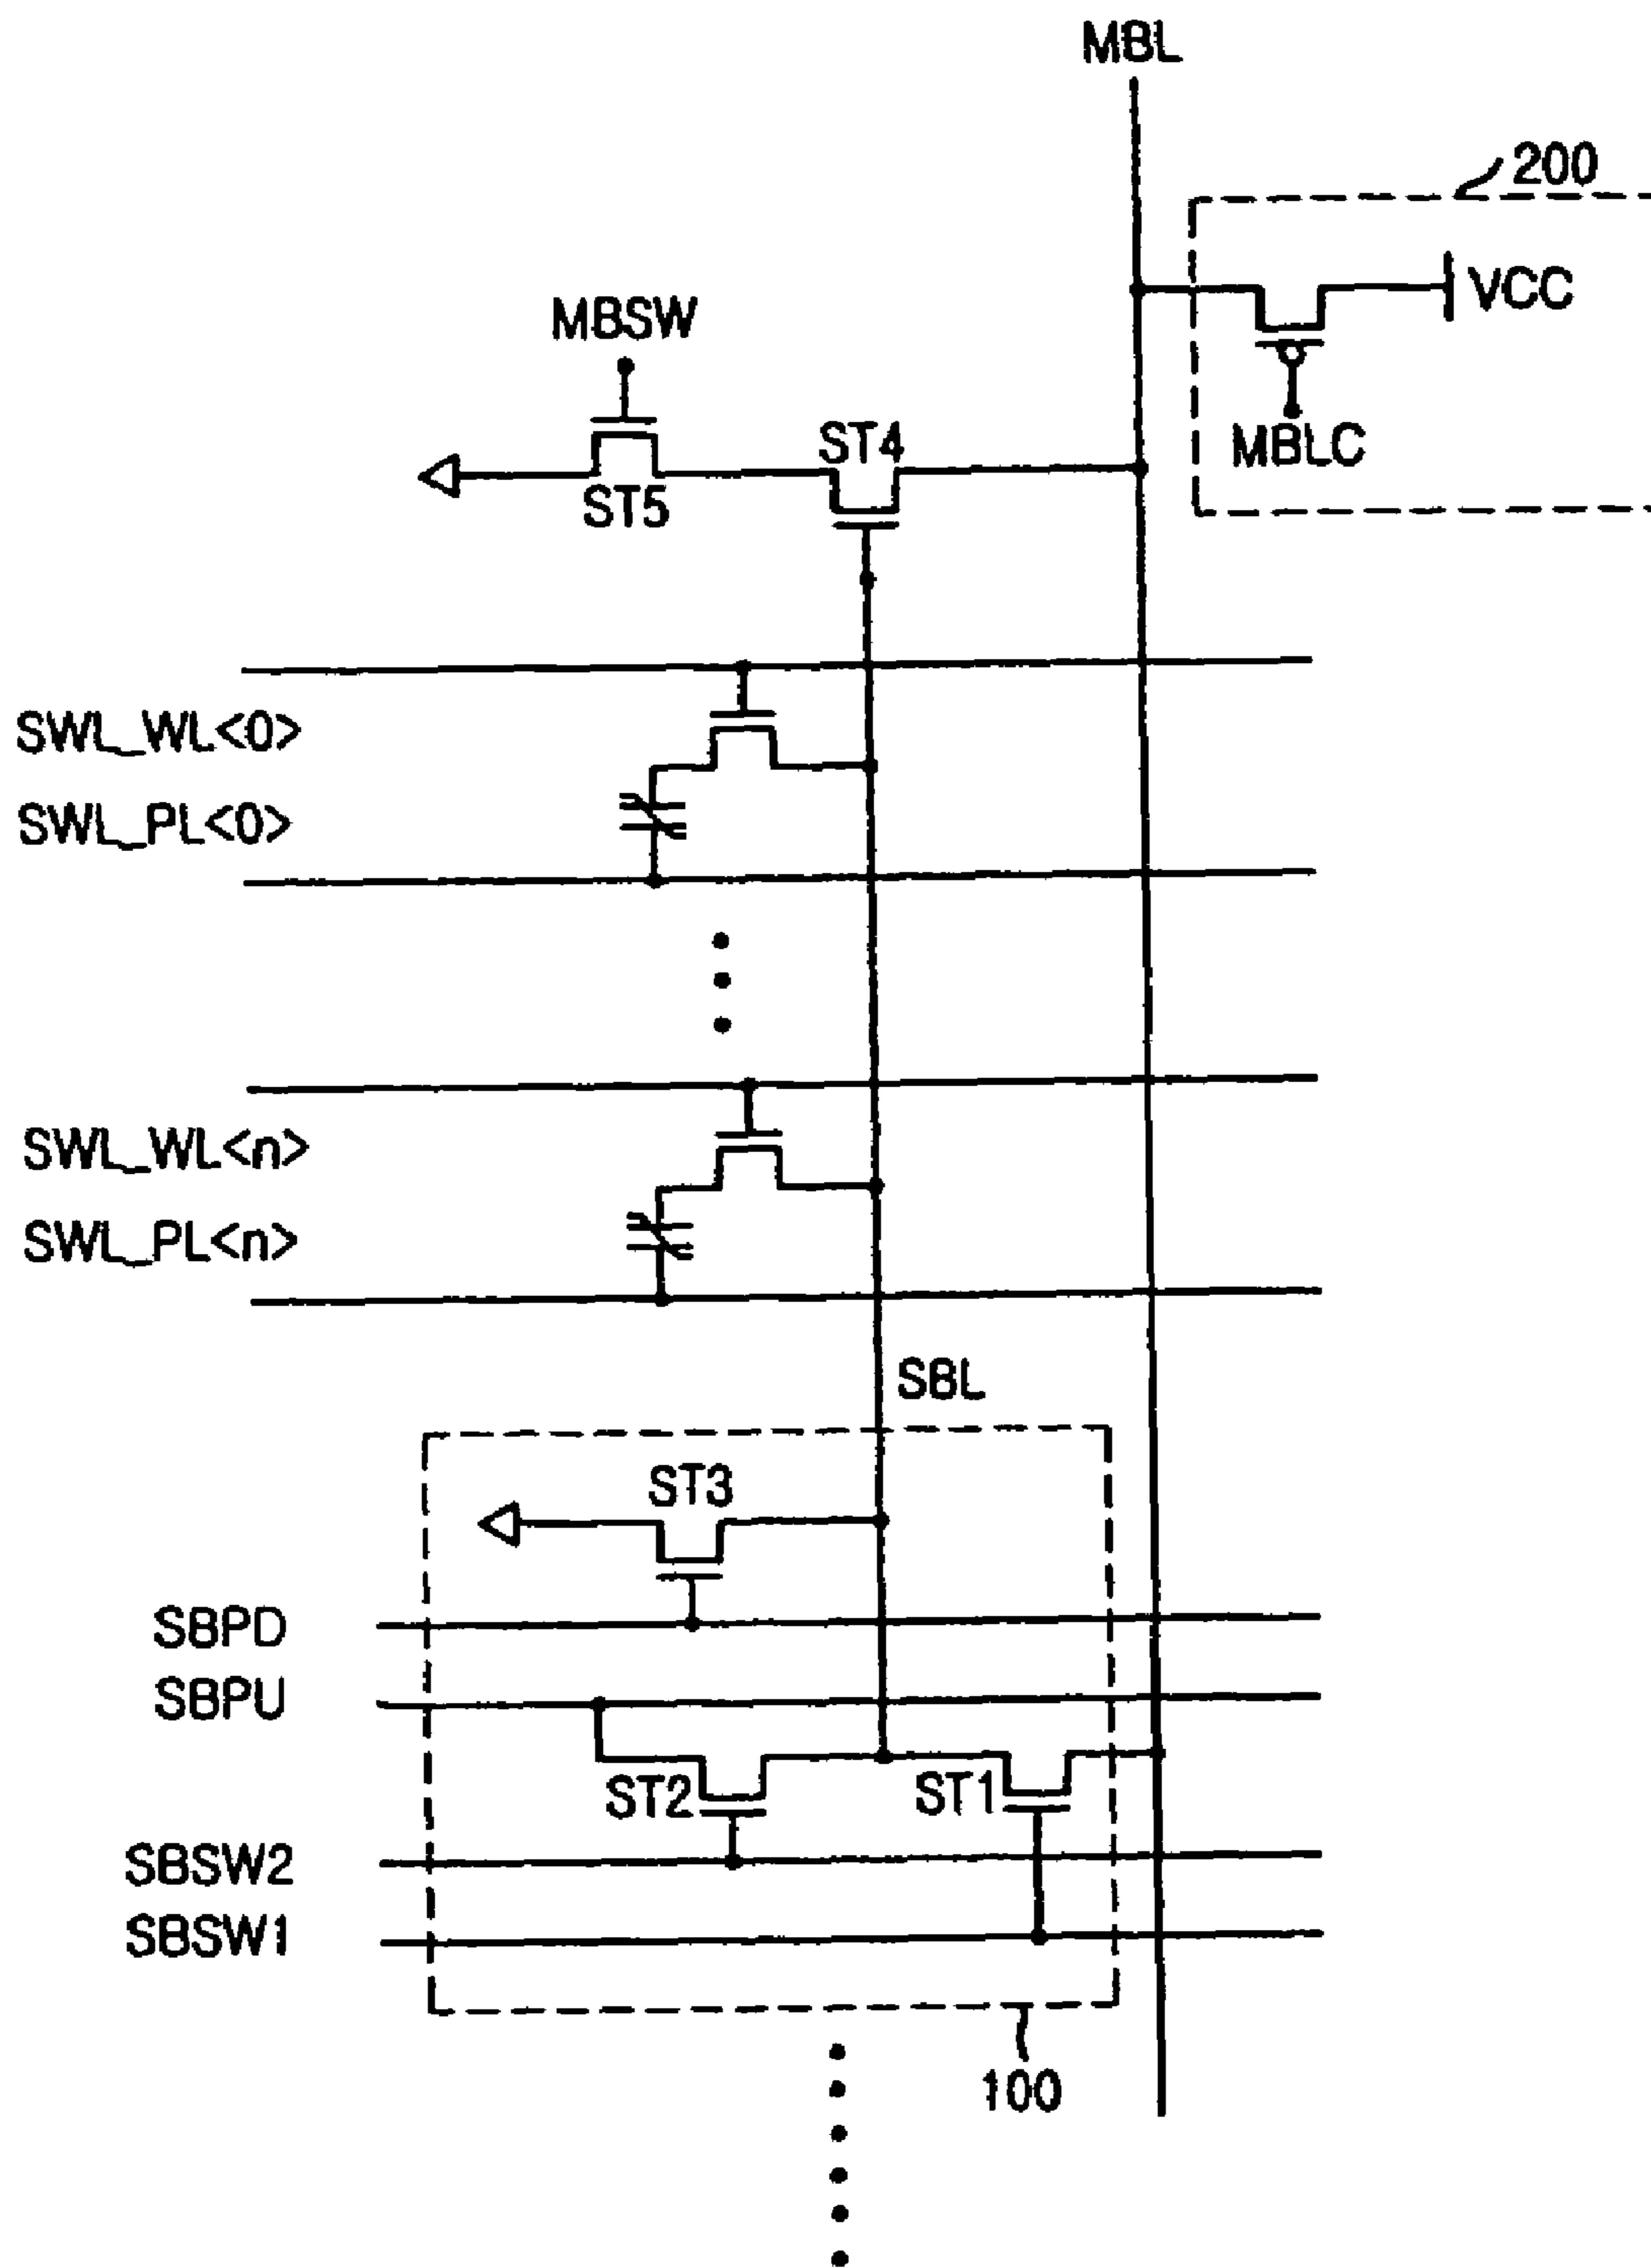 MBL
200
VCC
MBSW
MBLC
ST4
ST5
SWL_WL<0>
SWL_PL<0>
SWL_WL<n>
SWL_PL<n>
SBL
ST3
SBPD
SBPU
ST2
ST1
SBSW2
SBSW1
100